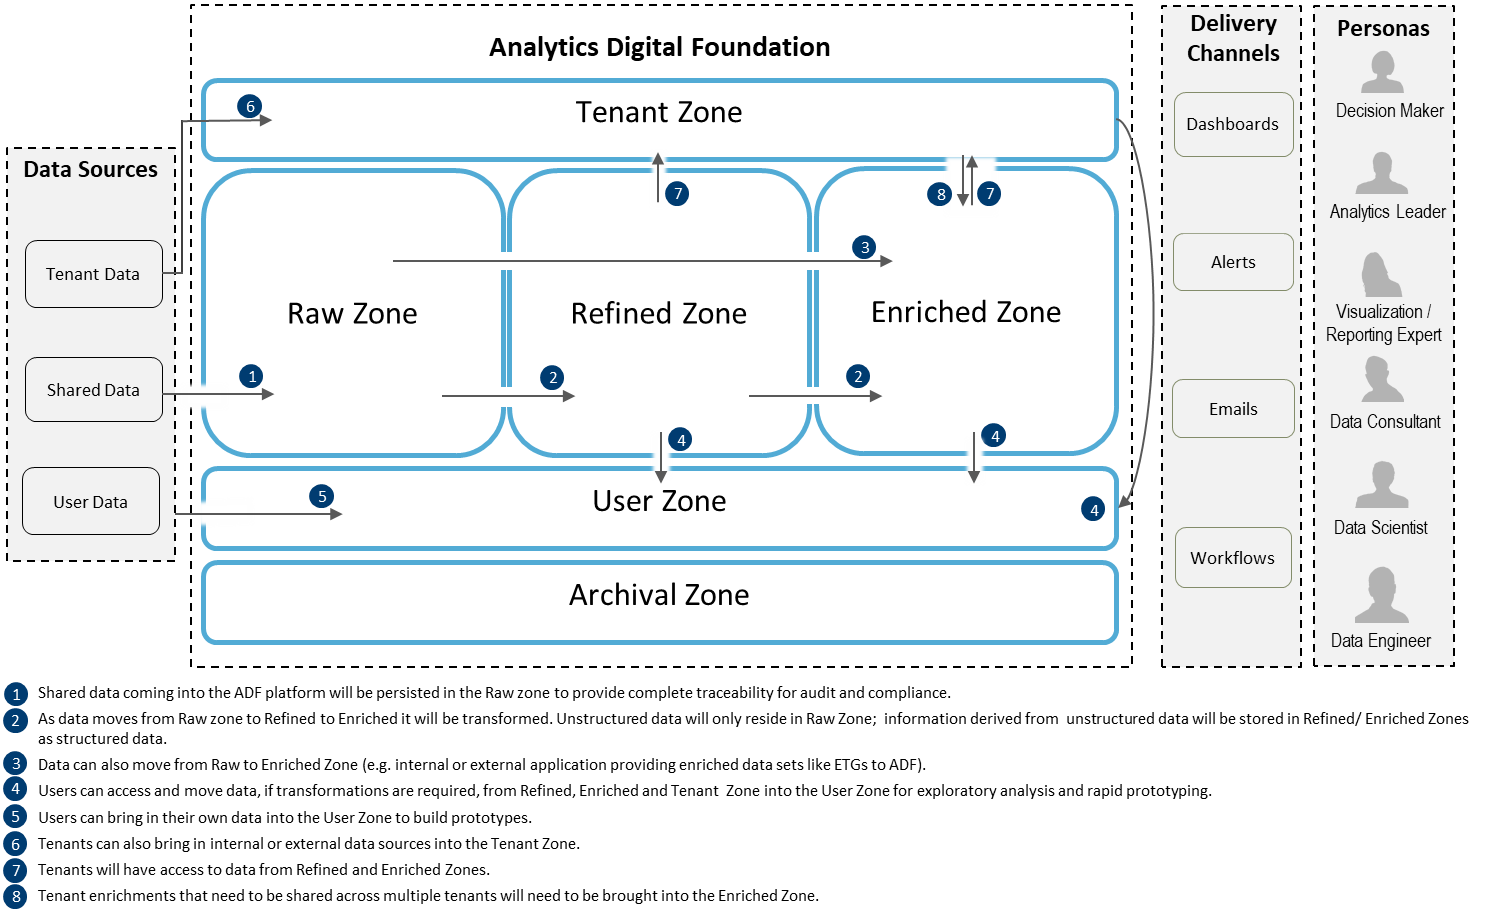 Analytics Digital Foundation
Delivery
Channels
Personas
Data Sources
Tenant Zone
6
Dashboards
Decision Maker
Tenant Data
7
8
7
Analytics Leader
3
Alerts
Raw Zone
Refined Zone
Enriched Zone
Visualization /
Reporting Expert
Shared Data
1
2
2
Emails
Data Consultant
4
4
User Data
5
User Zone
4
Data Scientist
Workflows
Archival Zone
Data Engineer
1 Shared data coming into the ADF platform will be persisted in the Raw zone to provide complete traceability for audit and compliance.
2 As data moves from Raw zone to Refined to Enriched it will be transformed. Unstructured data will only reside in Raw Zone; information derived from unstructured data will be stored in Refined/ Enriched Zones
as structured data.
3 Data can also move from Raw to Enriched Zone (e.g. internal or external application providing enriched data sets like ETGs to ADF).
4 Users can access and move data, if transformations are required, from Refined, Enriched and Tenant Zone into the User Zone for exploratory analysis and rapid prototyping.
5 Users can bring in their own data into the User Zone to build prototypes.
6 Tenants can also bring in internal or external data sources into the Tenant Zone.
7 Tenants will have access to data from Refined and Enriched Zones.
8 Tenant enrichments that need to be shared across multiple tenants will need to be brought into the Enriched Zone.